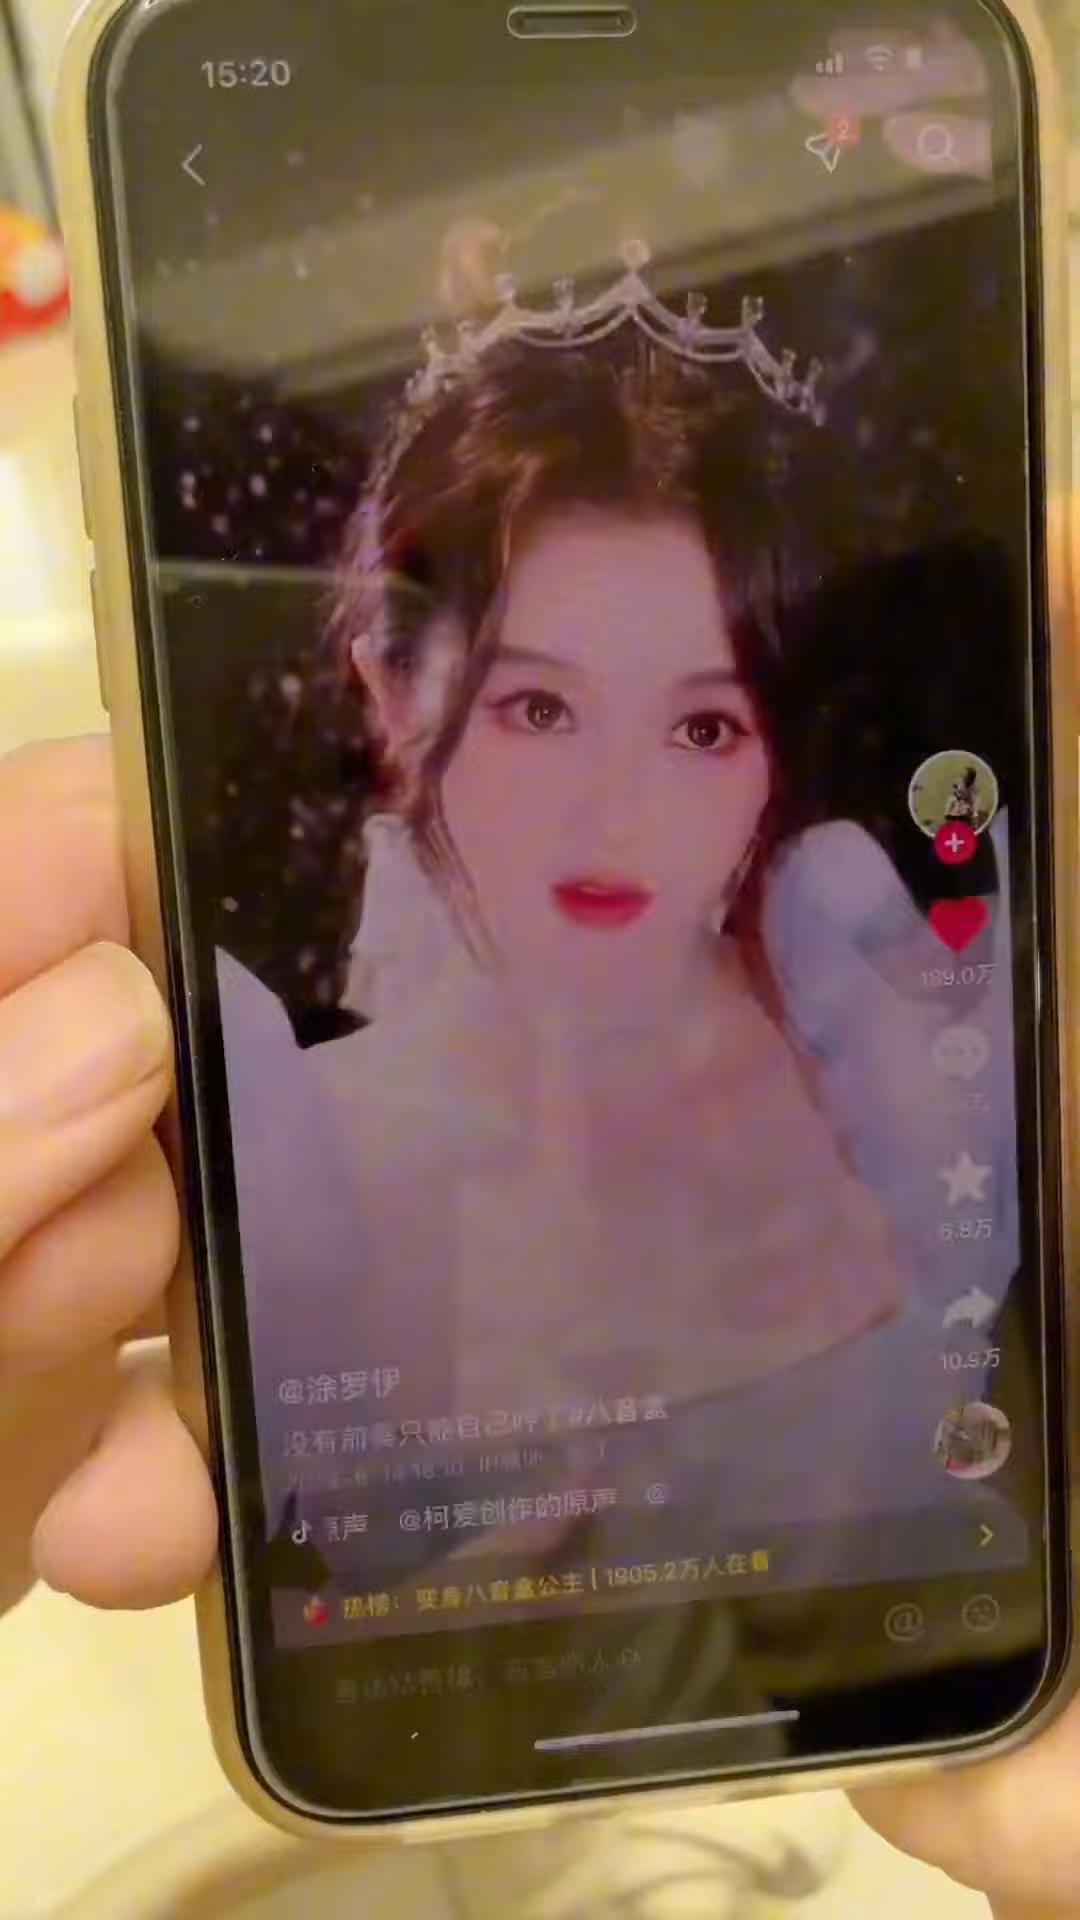 15:20
2
189.0万
6.8万
10.9万
@涂罗伊
没有前奏只能自己哼了#八音盒
原声 @柯爱创作的原声 @
热榜：变身八音盒公主 | 1905.2万人在看